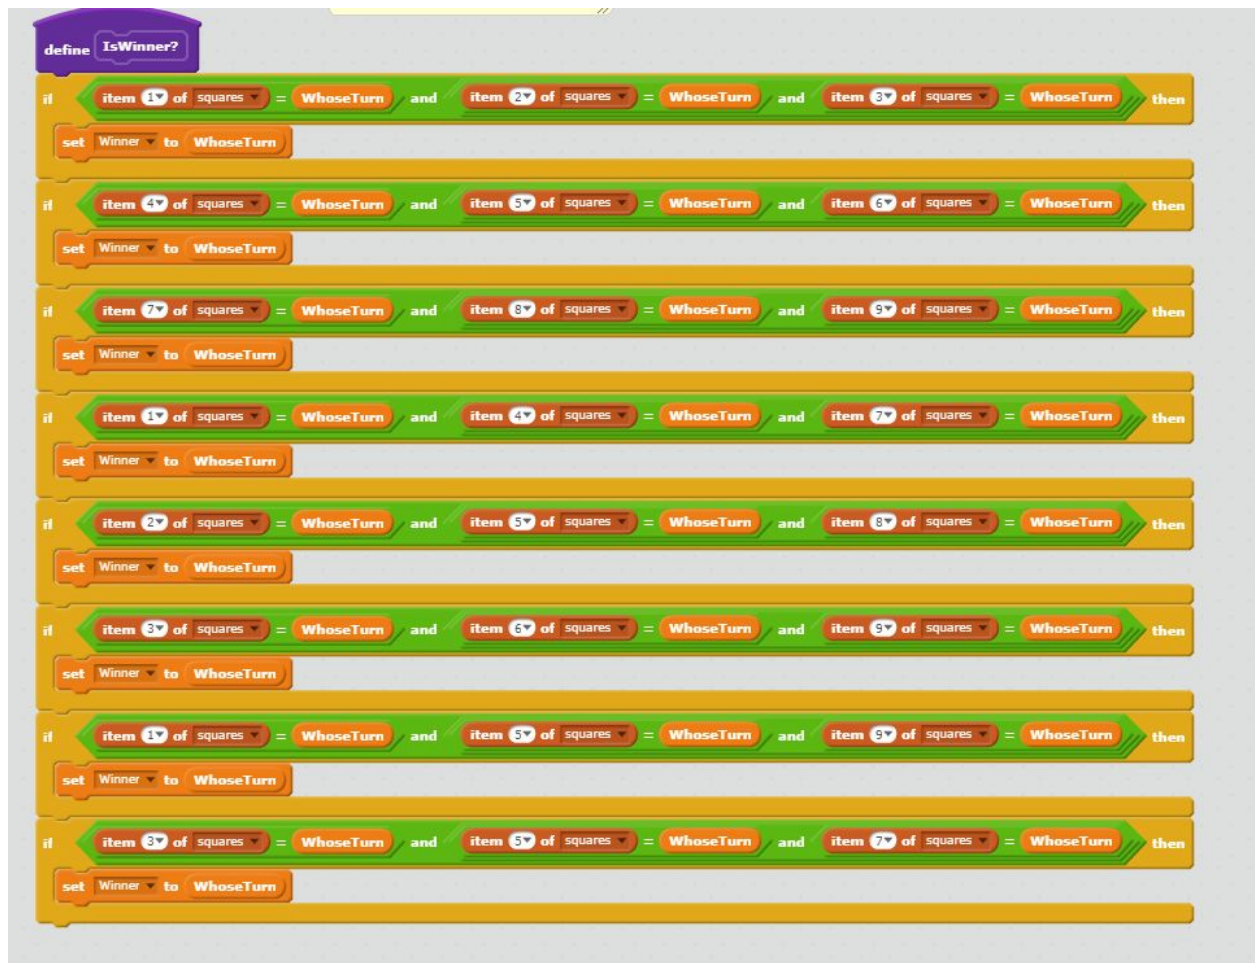 define IsWinner?
if item 1 of squares = WhoseTurn and item 2 of squares = WhoseTurn and item 3 of squares = WhoseTurn then
set Winner to WhoseTurn
if item 4 of squares = WhoseTurn and item 5 of squares = WhoseTurn and item 6 of squares = WhoseTurn then
set Winner to WhoseTurn
if item 7 of squares = WhoseTurn and item 8 of squares = WhoseTurn and item 9 of squares = WhoseTurn then
set Winner to WhoseTurn
if item 1 of squares = WhoseTurn and item 4 of squares = WhoseTurn and item 7 of squares = WhoseTurn then
set Winner to WhoseTurn
if item 2 of squares = WhoseTurn and item 5 of squares = WhoseTurn and item 8 of squares = WhoseTurn then
set Winner to WhoseTurn
if item 3 of squares = WhoseTurn and item 6 of squares = WhoseTurn and item 9 of squares = WhoseTurn then
set Winner to WhoseTurn
if item 1 of squares = WhoseTurn and item 5 of squares = WhoseTurn and item 9 of squares = WhoseTurn then
set Winner to WhoseTurn
if item 3 of squares = WhoseTurn and item 5 of squares = WhoseTurn and item 7 of squares = WhoseTurn then
set Winner to WhoseTurn